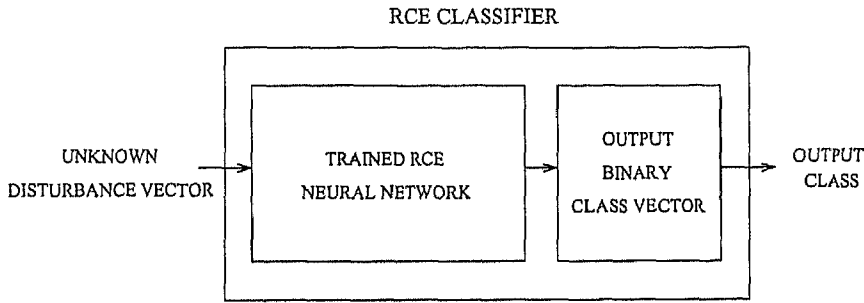 RCE CLASSIFIER
UNKNOWN
DISTURBANCE VECTOR
TRAINED RCE
NEURAL NETWORK
OUTPUT
BINARY
CLASS VECTOR
OUTPUT
CLASS